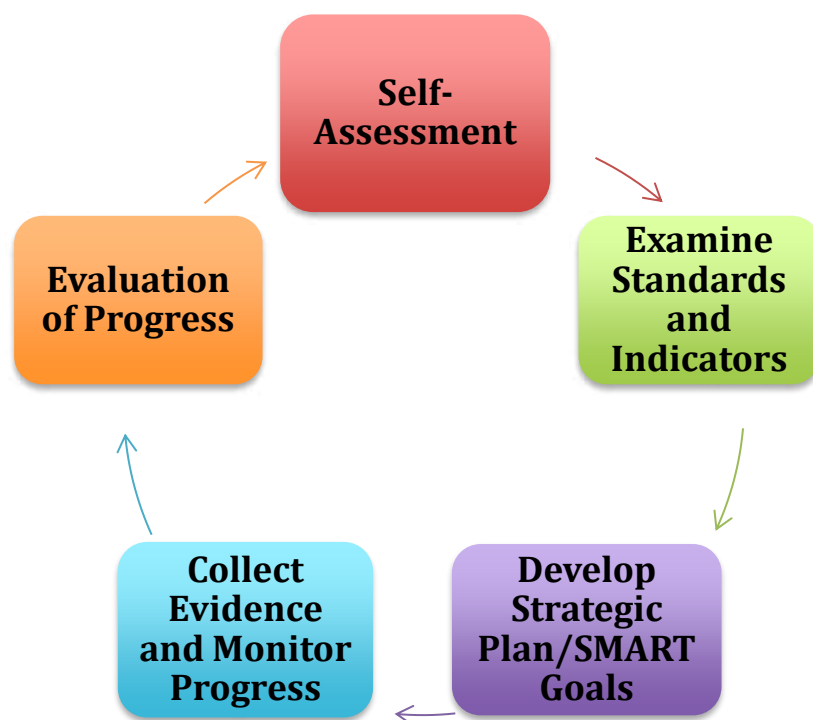 Self-
Assessment
Examine
Standards
and
Indicators
Develop
Strategic
Plan/SMART
Goals
Collect
Evidence
and Monitor
Progress
Evaluation
of Progress